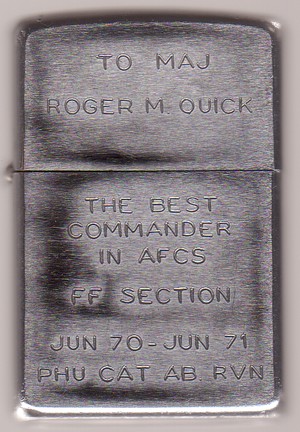 TO MAJ
ROGER M. QUICK
THE BEST
COMMANDER
IN AFCS
FF SECTION
JUN 70-JUN 71
PHU CAT AB. RVN